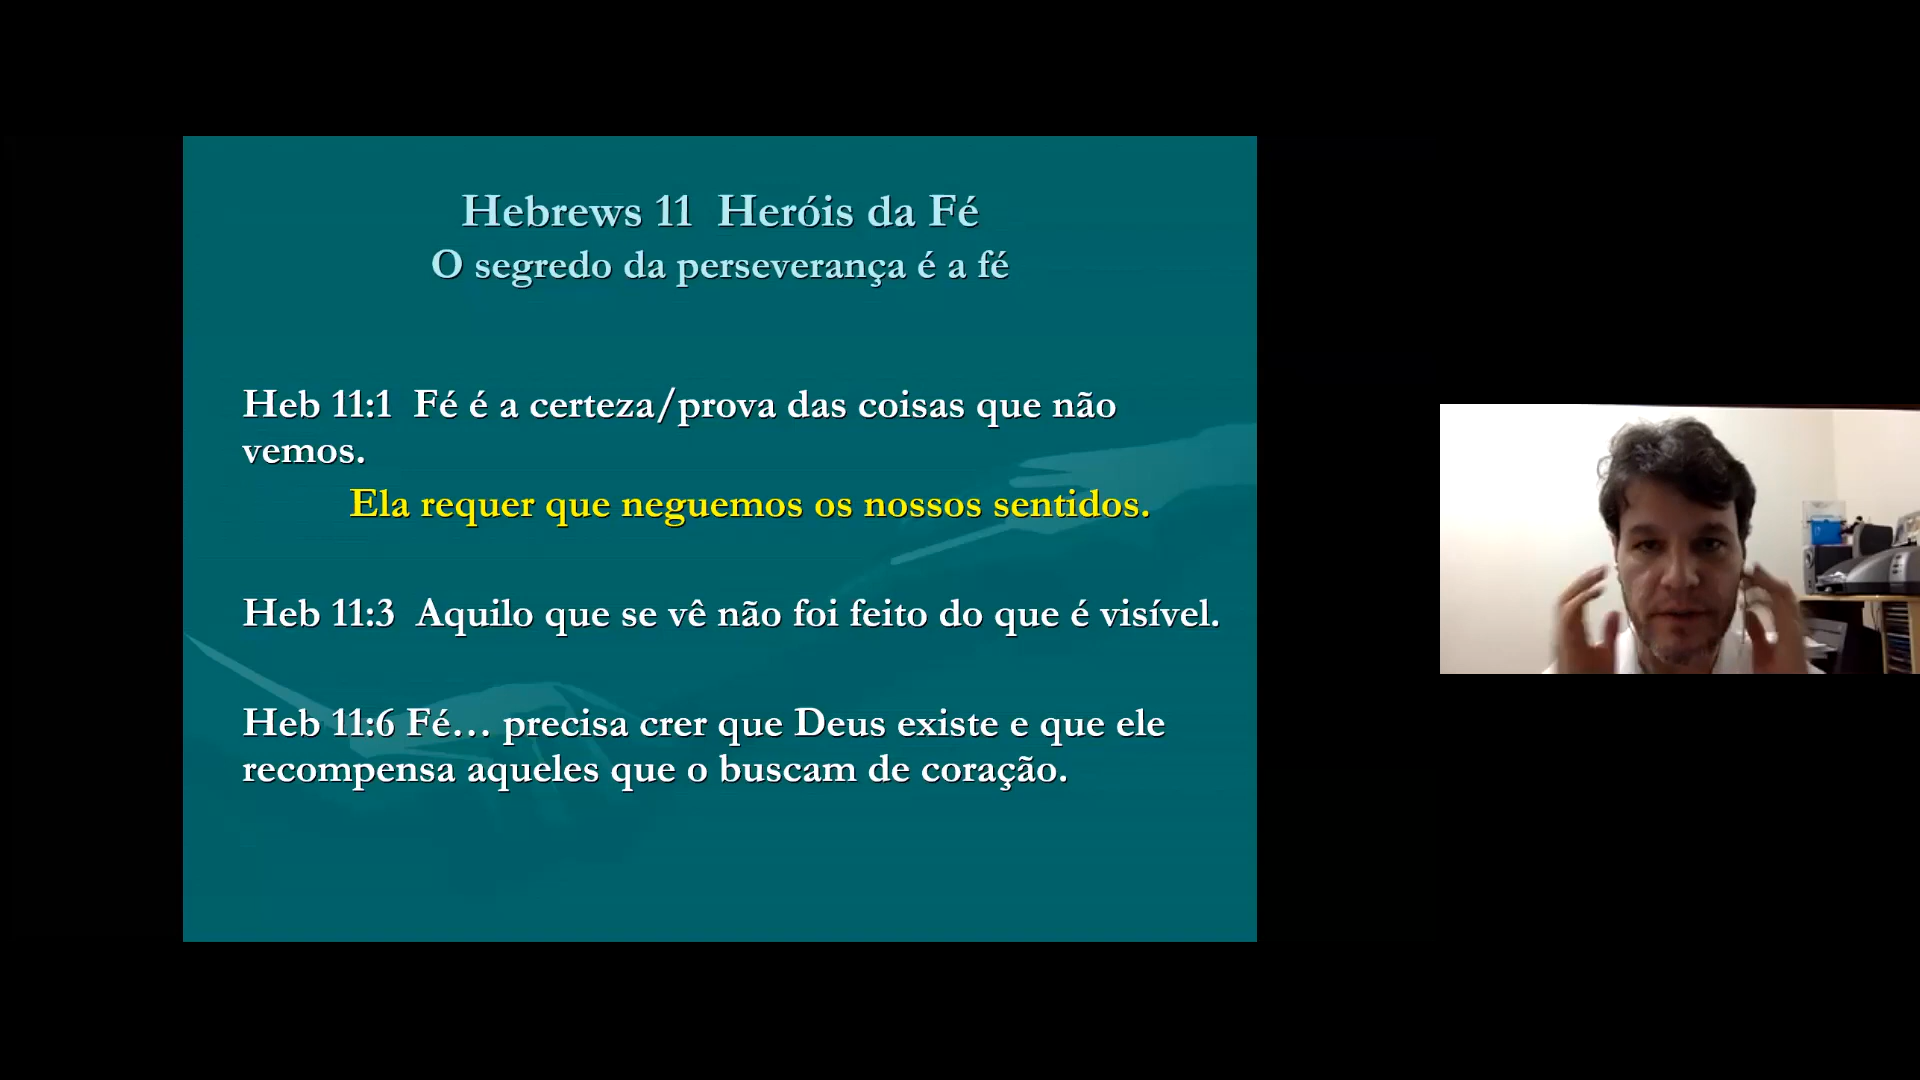 Hebrews 11  Heróis da Fé
O segredo da perseverança é a fé
Heb 11:1  Fé é a certeza/prova das coisas que não
vemos.
Ela requer que neguemos os nossos sentidos.
Heb 11:3  Aquilo que se vê não foi feito do que é visível.
Heb 11:6 Fé… precisa crer que Deus existe e que ele
recompensa aqueles que o buscam de coração.